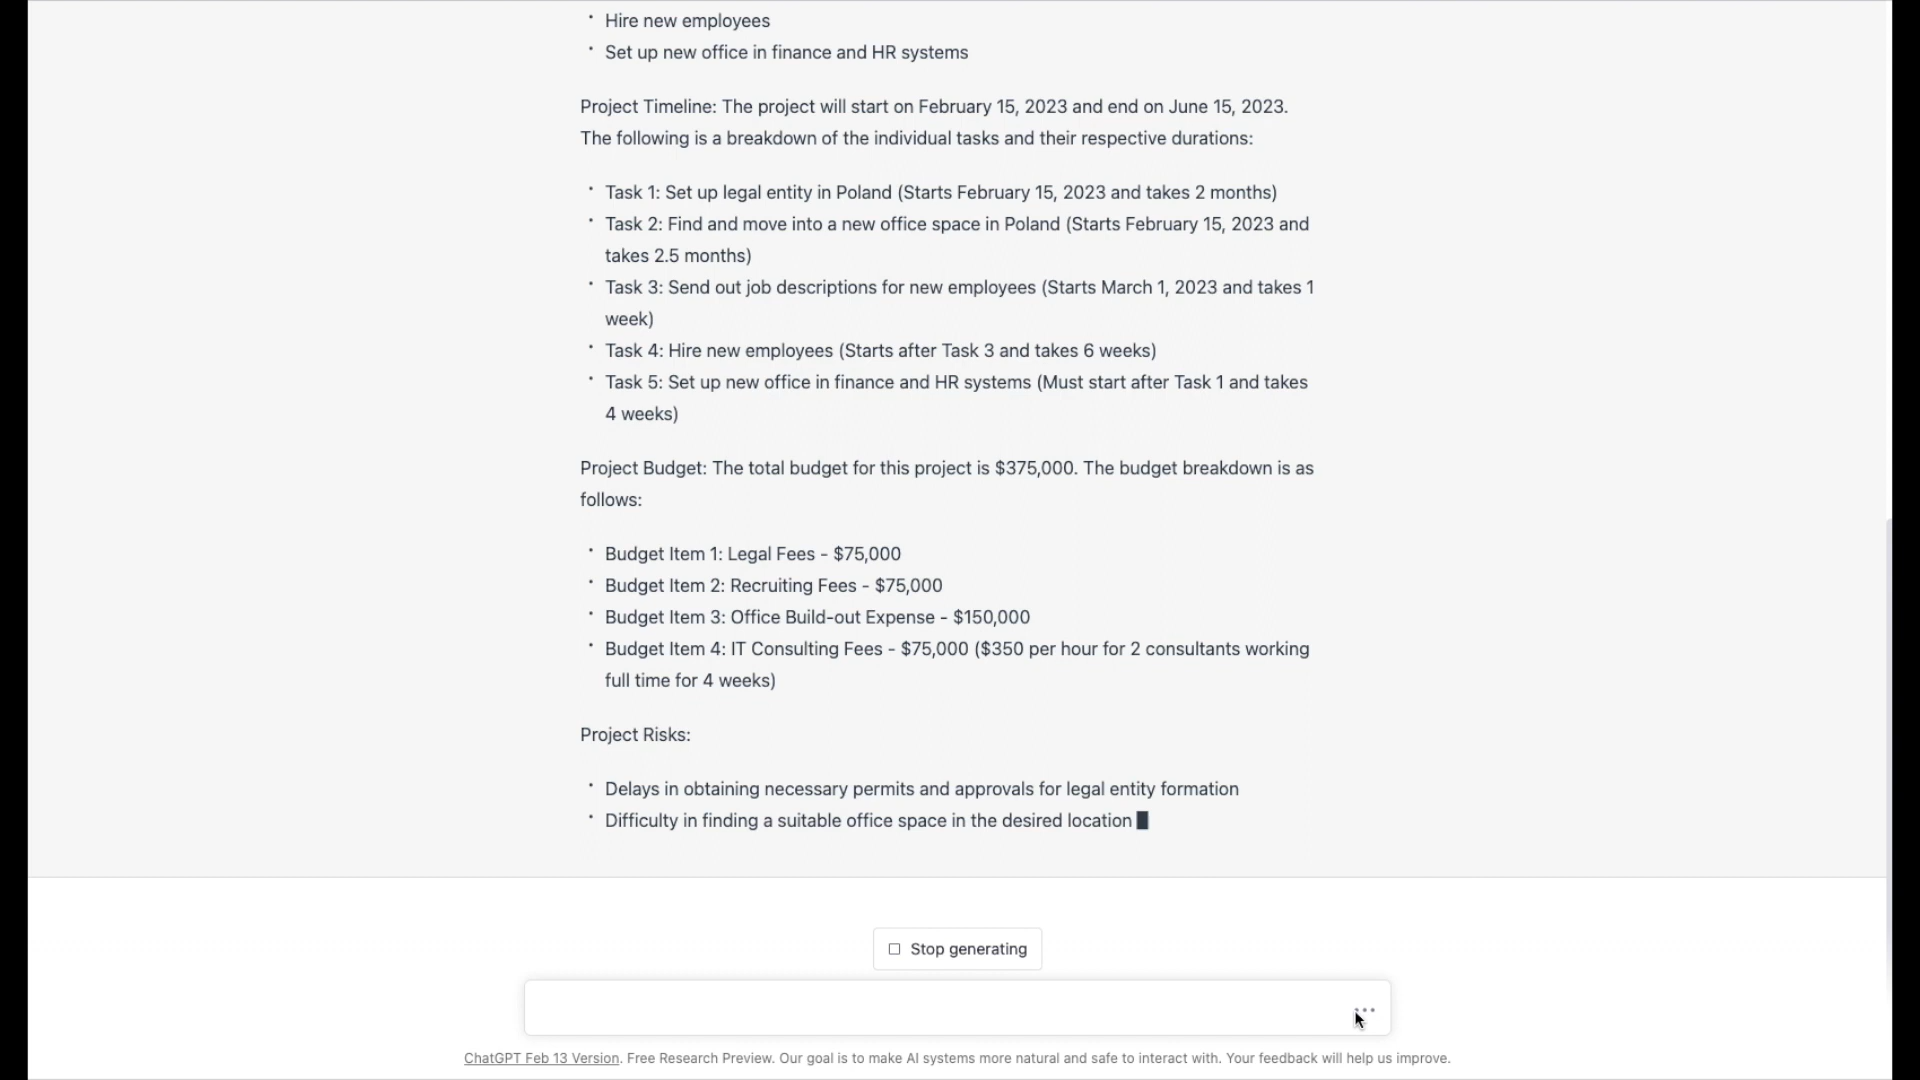 Hire new employees
Set up new office in finance and HR systems
Project Timeline: The project will start on February 15, 2023 and end on June 15, 2023.
The following is a breakdown of the individual tasks and their respective durations:
Task 1: Set up legal entity in Poland (Starts February 15, 2023 and takes 2 months)
Task 2: Find and move into a new office space in Poland (Starts February 15, 2023 and
takes 2.5 months)
Task 3: Send out job descriptions for new employees (Starts March 1, 2023 and takes 1
week)
Task 4: Hire new employees (Starts after Task 3 and takes 6 weeks)
Task 5: Set up new office in finance and HR systems (Must start after Task 1 and takes
4 weeks)
Project Budget: The total budget for this project is $375,000. The budget breakdown is as
follows:
Budget Item 1: Legal Fees - $75,000
Budget Item 2: Recruiting Fees - $75,000
Budget Item 3: Office Build-out Expense - $150,000
Budget Item 4: IT Consulting Fees - $75,000 ($350 per hour for 2 consultants working
full time for 4 weeks)
Project Risks:
Delays in obtaining necessary permits and approvals for legal entity formation
Difficulty in finding a suitable office space in the desired location
Stop generating
ChatGPT Feb 13 Version. Free Research Preview. Our goal is to make AI systems more natural and safe to interact with. Your feedback will help us improve.